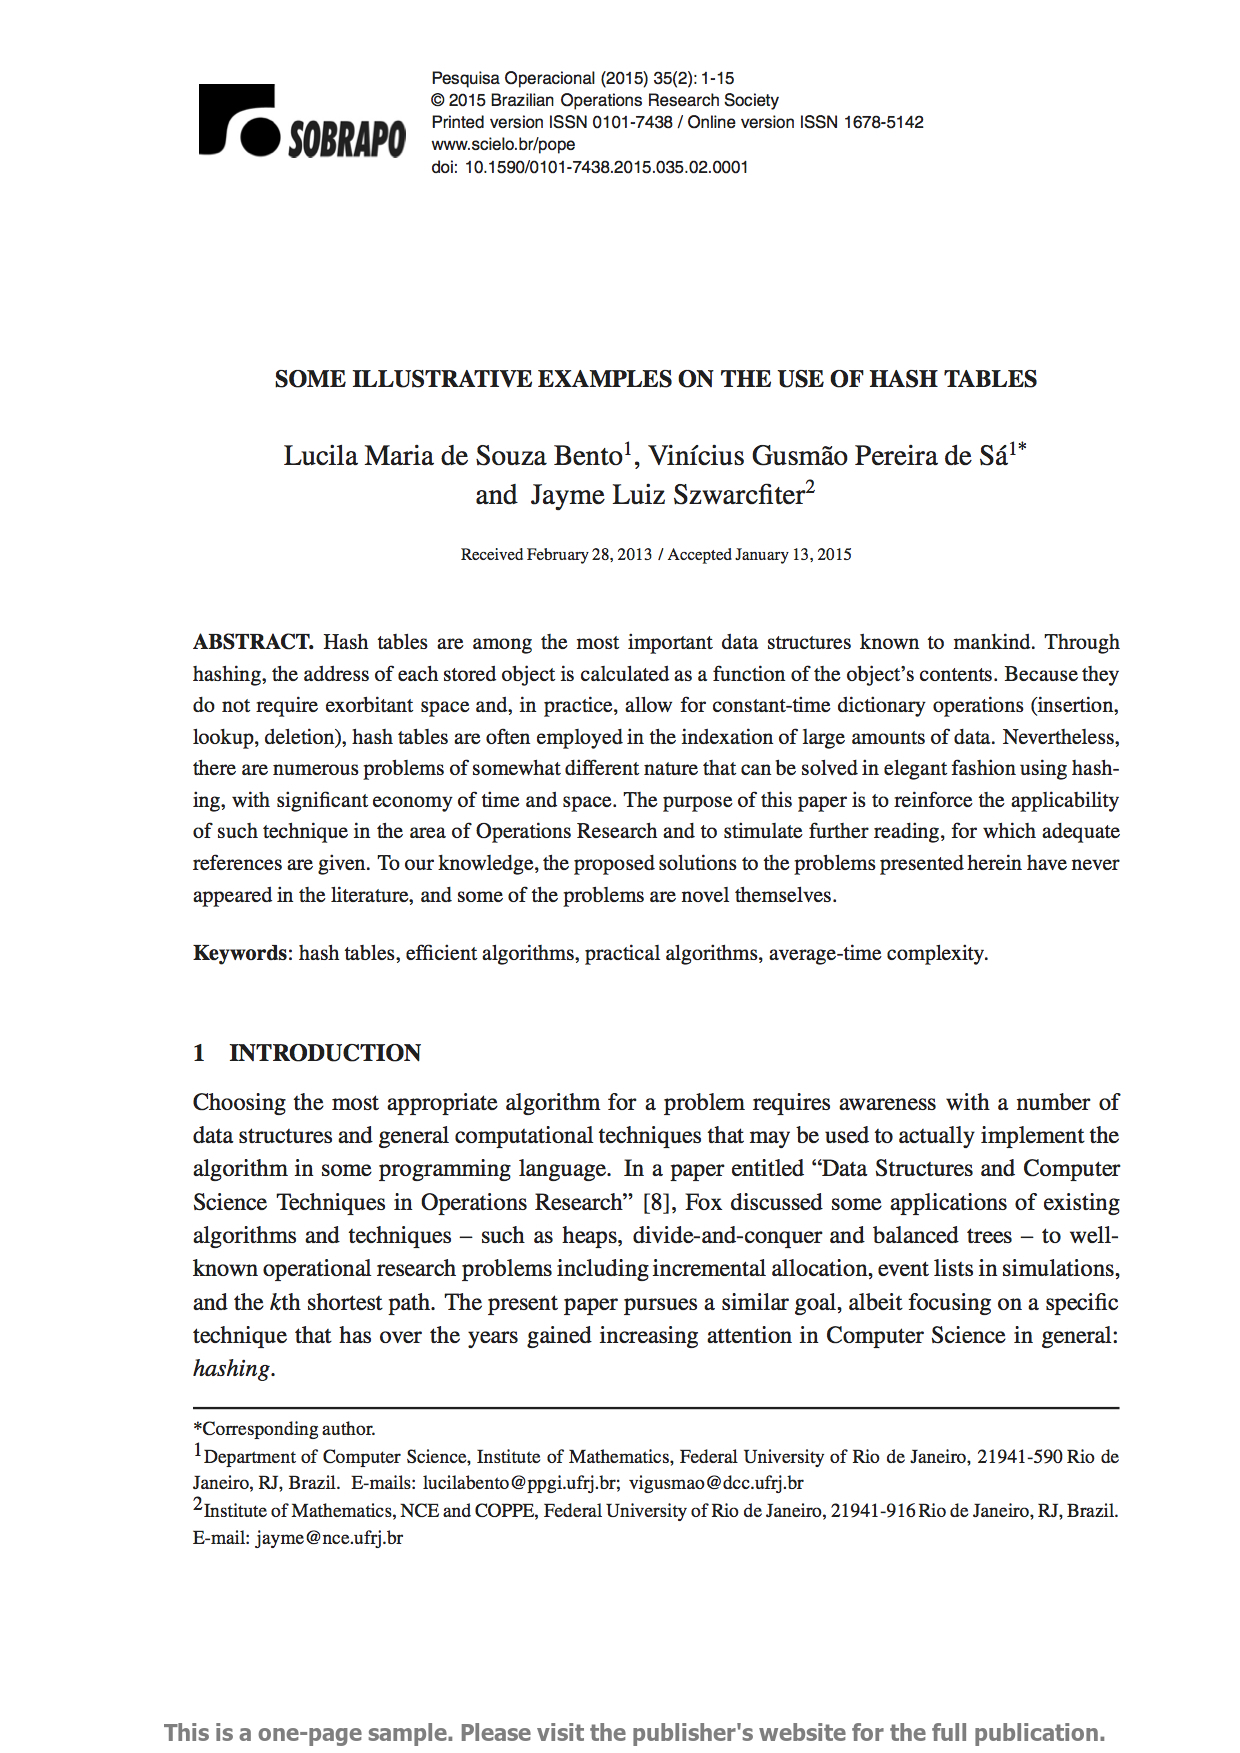 SOBRAPO
Pesquisa Operacional (2015) 35(2): 1-15
© 2015 Brazilian Operations Research Society
Printed version ISSN 0101-7438 / Online version ISSN 1678-5142
www.scielo.br/pope
doi: 10.1590/0101-7438.2015.035.02.0001
SOME ILLUSTRATIVE EXAMPLES ON THE USE OF HASH TABLES
Lucila Maria de Souza Bento1, Vinícius Gusmão Pereira de Sá1*
and Jayme Luiz Szwarcfiter2
Received February 28, 2013 / Accepted January 13, 2015
ABSTRACT. Hash tables are among the most important data structures known to mankind. Through
hashing, the address of each stored object is calculated as a function of the object's contents. Because they
do not require exorbitant space and, in practice, allow for constant-time dictionary operations (insertion,
lookup, deletion), hash tables are often employed in the indexation of large amounts of data. Nevertheless,
there are numerous problems of somewhat different nature that can be solved in elegant fashion using hash-
ing, with significant economy of time and space. The purpose of this paper is to reinforce the applicability
of such technique in the area of Operations Research and to stimulate further reading, for which adequate
references are given. To our knowledge, the proposed solutions to the problems presented herein have never
appeared in the literature, and some of the problems are novel themselves.
Keywords: hash tables, efficient algorithms, practical algorithms, average-time complexity.
1 INTRODUCTION
Choosing the most appropriate algorithm for a problem requires awareness with a number of
data structures and general computational techniques that may be used to actually implement the
algorithm in some programming language. In a paper entitled “Data Structures and Computer
Science Techniques in Operations Research” [8], Fox discussed some applications of existing
algorithms and techniques – such as heaps, divide-and-conquer and balanced trees – to well-
known operational research problems including incremental allocation, event lists in simulations,
and the kth shortest path. The present paper pursues a similar goal, albeit focusing on a specific
technique that has over the years gained increasing attention in Computer Science in general:
hashing.
*Corresponding author.
1Department of Computer Science, Institute of Mathematics, Federal University of Rio de Janeiro, 21941-590 Rio de
Janeiro, RJ, Brazil. E-mails: lucilabento@ppgi.ufrj.br; vigusmao@dcc.ufrj.br
2Institute of Mathematics, NCE and COPPE, Federal University of Rio de Janeiro, 21941-916 Rio de Janeiro, RJ, Brazil.
E-mail: jayme@nce.ufrj.br
This is a one-page sample. Please visit the publisher's website for the full publication.